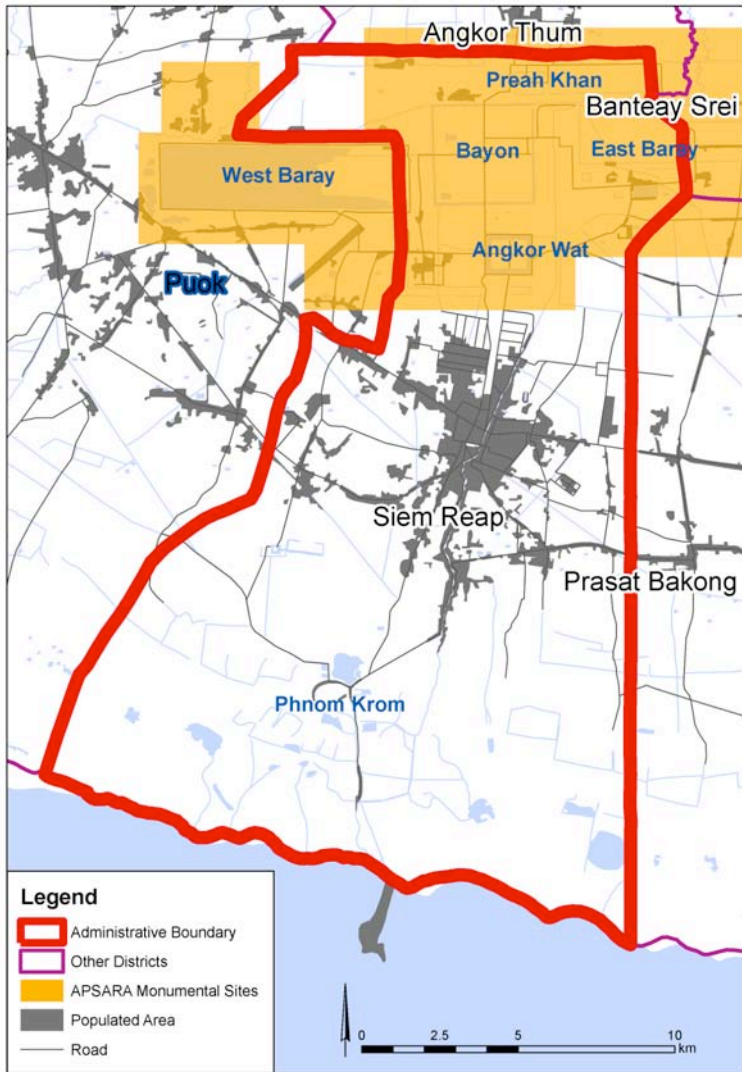 Angkor Thum
Preah Khan
Banteay Srei
Bayon
East Baray
West Baray
Angkor Wat
Puok
Siem Reap
Prasat Bakong
Phnom Krom
Legend
Administrative Boundary
Other Districts
APSARA Monumental Sites
Populated Area
Road
0 2.5 5 10
km